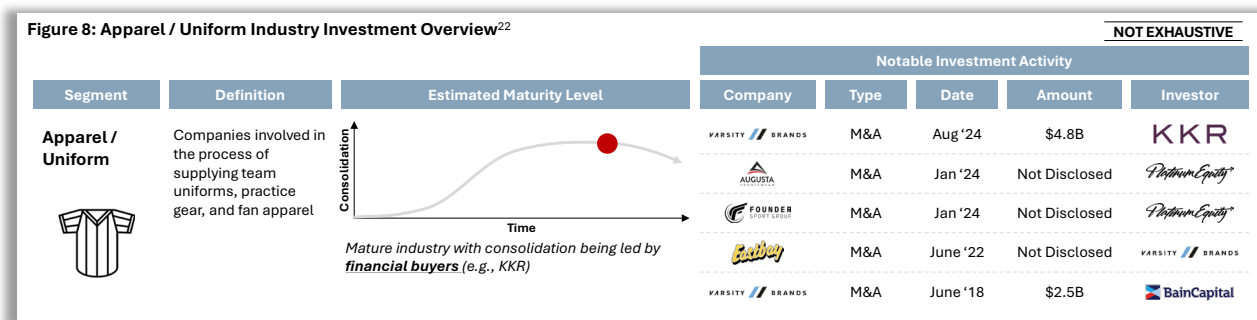 Figure 8: Apparel / Uniform Industry Investment Overview22
NOT EXHAUSTIVE
Notable Investment Activity
Segment Definition Estimated Maturity Level Company Type Date Amount Investor
Apparel /
Uniform
Companies involved in
the process of
supplying team
uniforms, practice
gear, and fan apparel
Consolidation
Time
Mature industry with consolidation being led by
financial buyers (e.g., KKR)
VARSITY BRANDS M&A Aug ‘24 $4.8B KKR
AUGUSTA SPORTSWEAR M&A Jan ‘24 Not Disclosed Platinum Equity
FOUNDER SPORT GROUP M&A Jan ‘24 Not Disclosed Platinum Equity
Eastbay M&A June ‘22 Not Disclosed VARSITY BRANDS
VARSITY BRANDS M&A June ‘18 $2.5B BainCapital